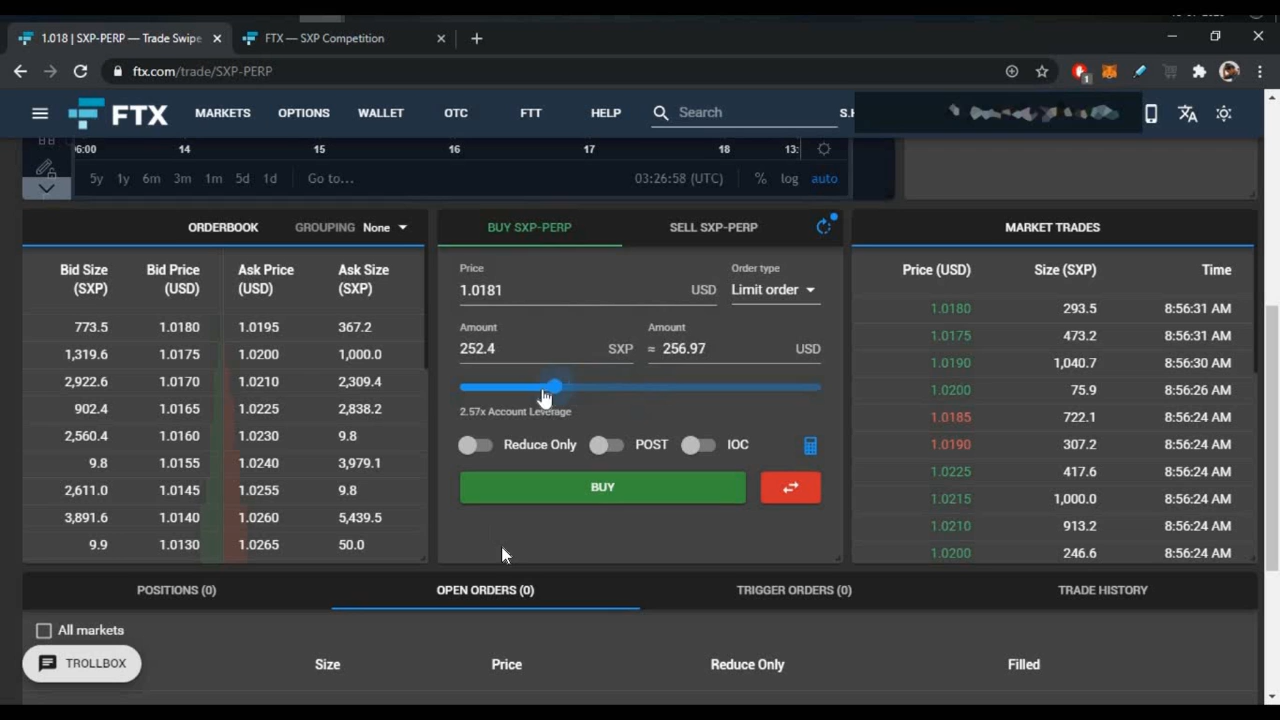 1.018 | SXP-PERP — Trade Swipe
FTX — SXP Competition
ftx.com/trade/SXP-PERP
1
FTX MARKETS OPTIONS WALLET OTC FTT HELP Search
6:00 14 15 16 17 18 13:
5y 1y 6m 3m 1m 5d 1d Go to... 03:26:58 (UTC) % log auto
ORDERBOOK GROUPING None
Bid Size (SXP) Bid Price (USD) Ask Price (USD) Ask Size (SXP)
773.5 1.0180 1.0195 367.2
1,319.6 1.0175 1.0200 1,000.0
2,922.6 1.0170 1.0210 2,309.4
902.4 1.0165 1.0225 2,838.2
2,560.4 1.0160 1.0230 9.8
9.8 1.0155 1.0240 3,979.1
2,611.0 1.0145 1.0255 9.8
3,891.6 1.0140 1.0260 5,439.5
9.9 1.0130 1.0265 50.0
BUY SXP-PERP SELL SXP-PERP
Price Order type
1.0181 USD Limit order
Amount Amount
252.4 SXP ≈ 256.97 USD
2.57x Account Leverage
Reduce Only POST IOC
BUY
MARKET TRADES
Price (USD) Size (SXP) Time
1.0180 293.5 8:56:31 AM
1.0175 473.2 8:56:31 AM
1.0190 1,040.7 8:56:30 AM
1.0200 75.9 8:56:26 AM
1.0185 722.1 8:56:24 AM
1.0190 307.2 8:56:24 AM
1.0225 417.6 8:56:24 AM
1.0215 1,000.0 8:56:24 AM
1.0210 913.2 8:56:24 AM
1.0200 246.6 8:56:24 AM
POSITIONS (0) OPEN ORDERS (0) TRIGGER ORDERS (0) TRADE HISTORY
All markets
TROLLBOX
Size Price Reduce Only Filled